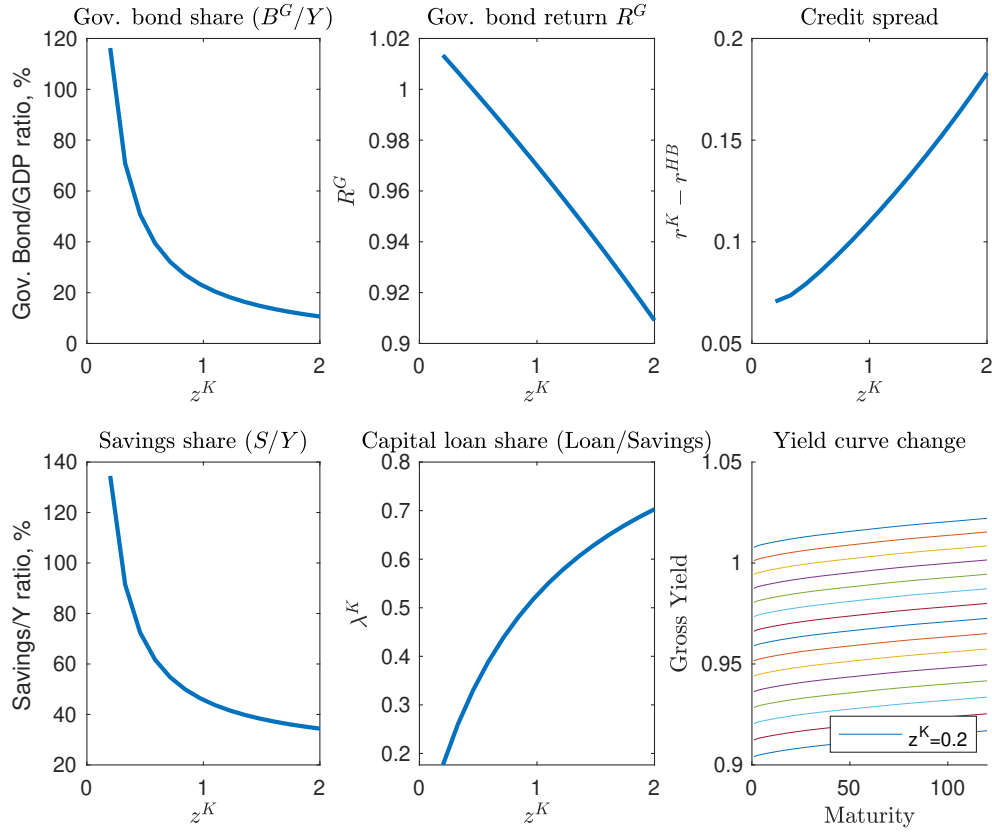 Gov. bond share (B^G/Y)
Gov. Bond/GDP ratio, %
120
100
80
60
40
20
0
0 1 2
z^K
Gov. bond return R^G
R^G
1.02
1
0.98
0.96
0.94
0.92
0.9
0 1 2
z^K
Credit spread
r^K − r^{HB}
0.2
0.15
0.1
0.05
0 1 2
z^K
Savings share (S/Y)
Savings/Y ratio, %
140
120
100
80
60
40
20
0 1 2
z^K
Capital loan share (Loan/Savings)
λ^K
0.8
0.7
0.6
0.5
0.4
0.3
0.2
0 1 2
z^K
Yield curve change
Gross Yield
1.05
1
0.95
0.9
z^K=0.2
0 50 100
Maturity